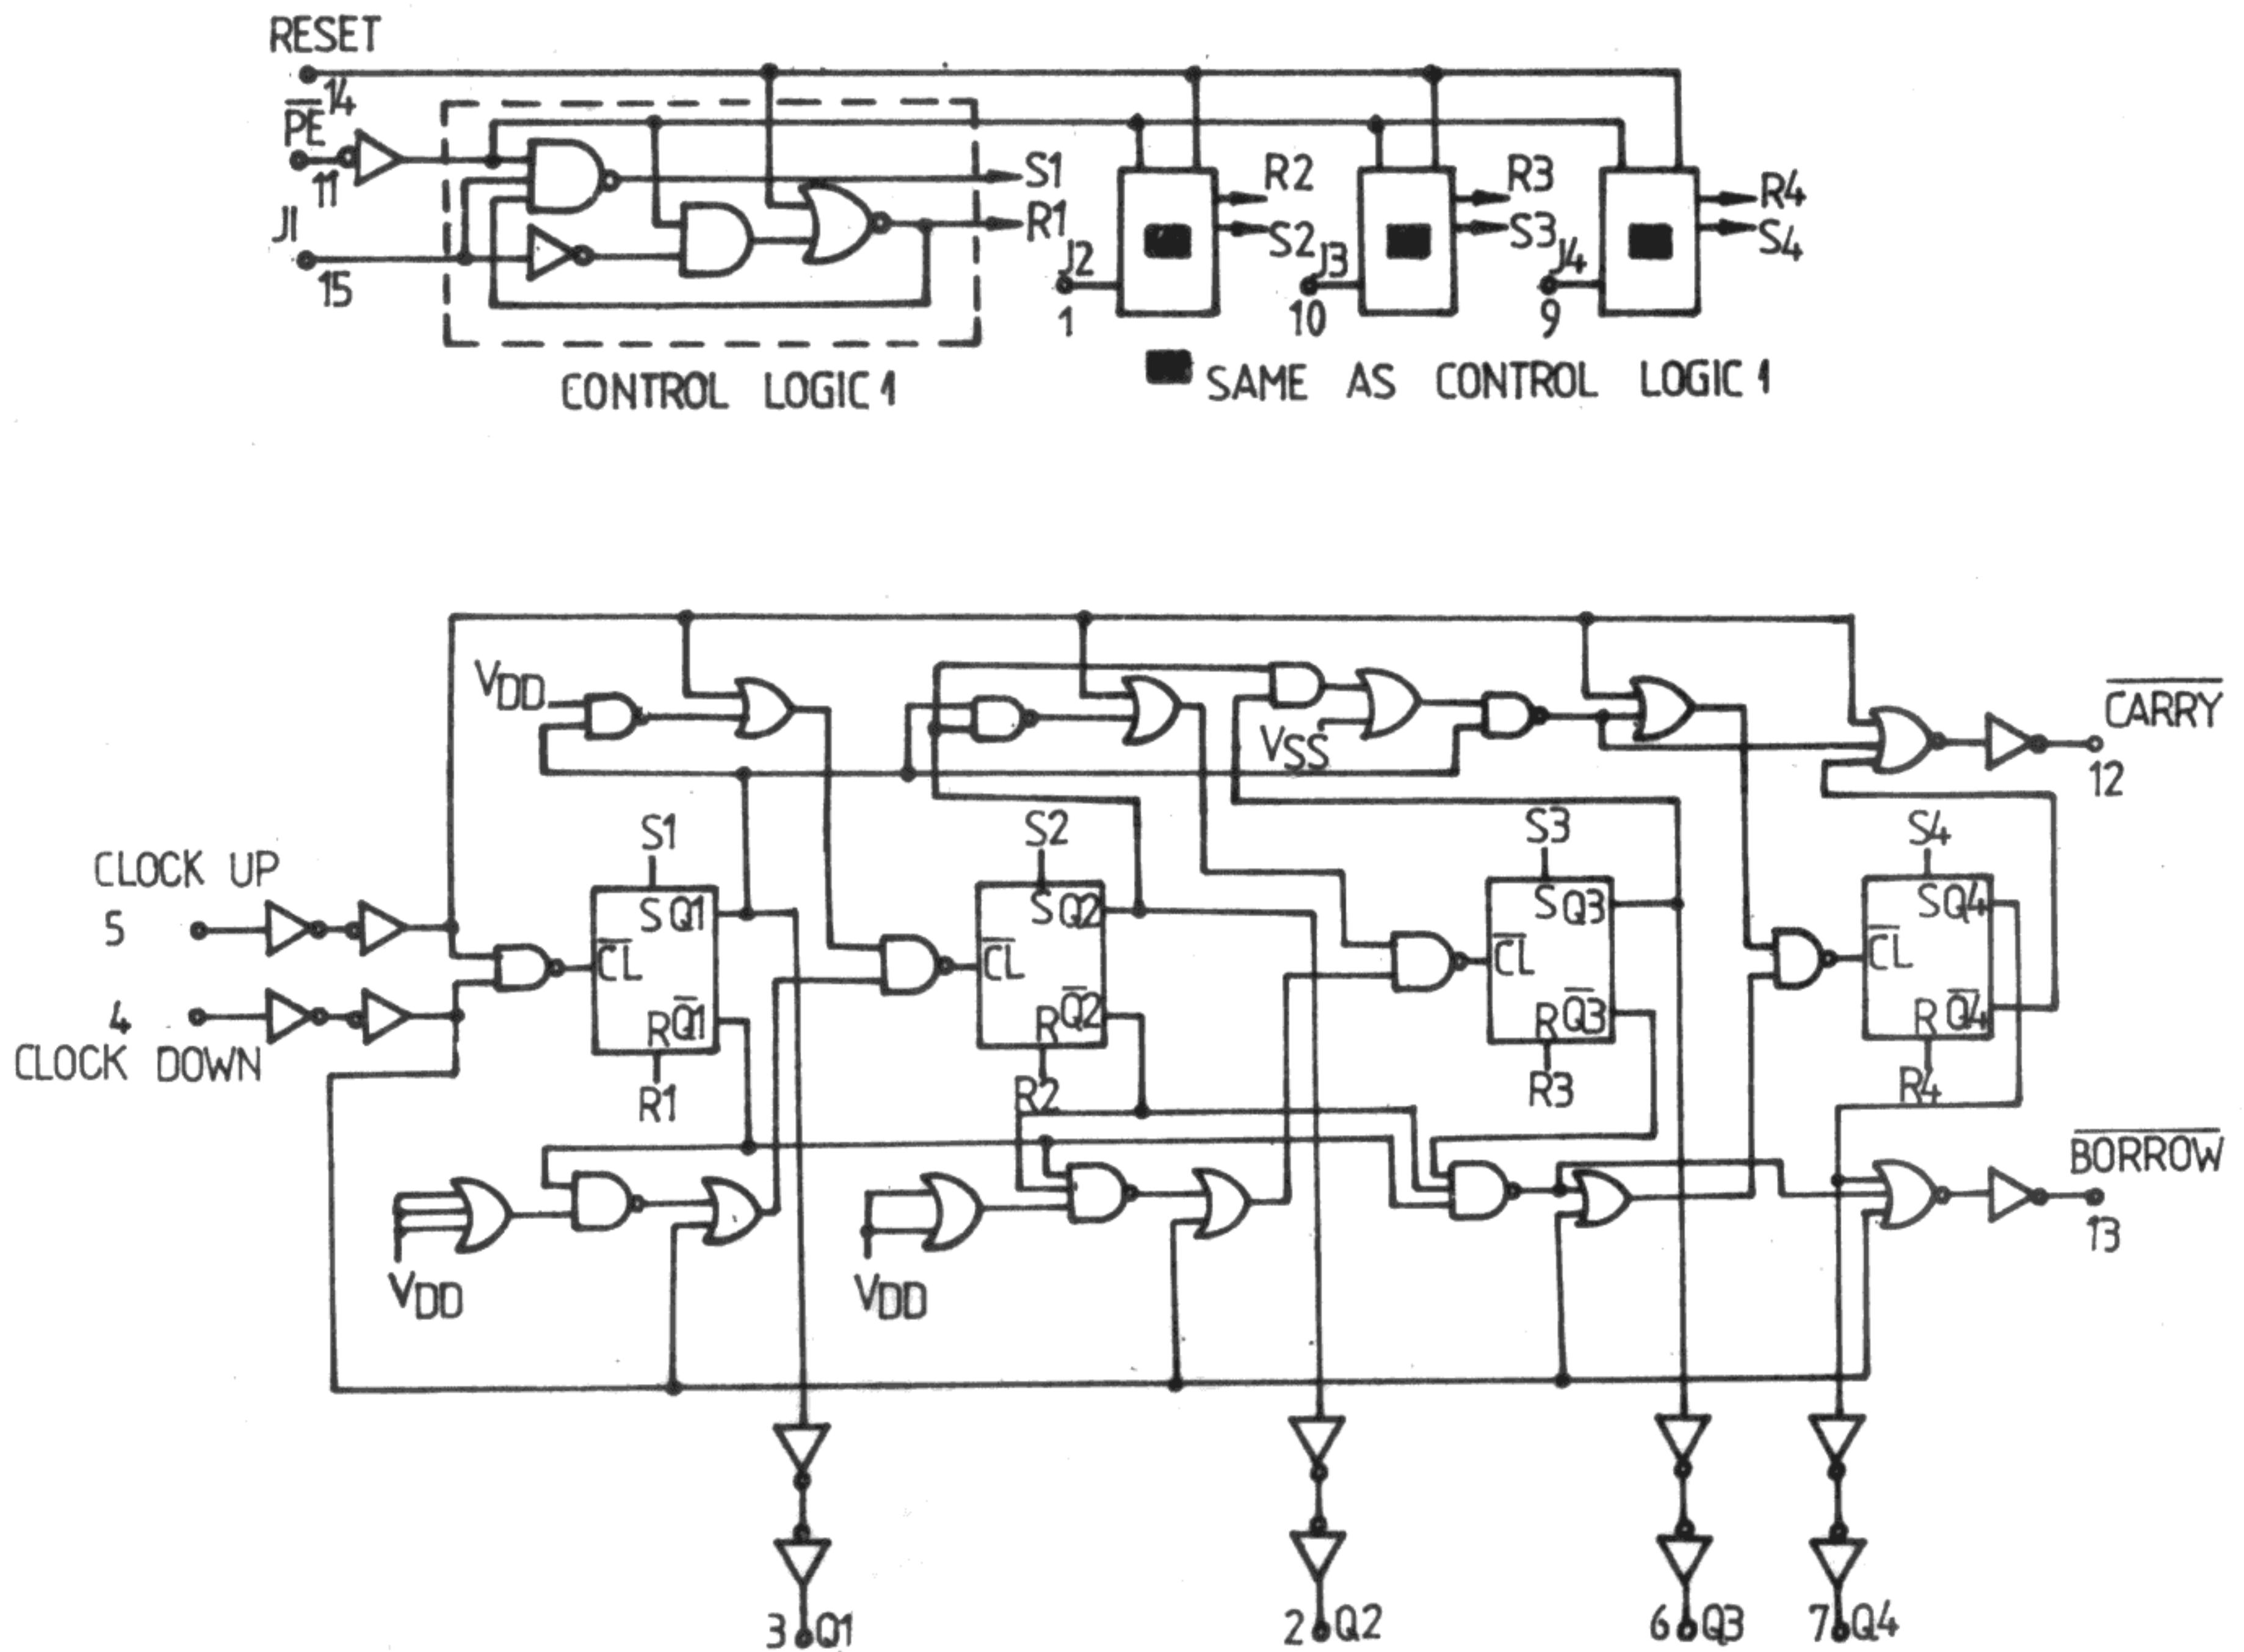 RESET
14
PE
11
J1
15
S1
R1
CONTROL LOGIC 1
R2
S2
J2
1
R3
S3
J3
10
R4
S4
J4
9
SAME AS CONTROL LOGIC 1
VDD
VSS
CARRY
12
CLOCK UP
5
4
CLOCK DOWN
S1
S Q1
CL
R Q1
R1
S2
S Q2
CL
R Q2
R2
S3
S Q3
CL
R Q3
R3
S4
S Q4
CL
R Q4
R4
BORROW
13
VDD
VDD
3 Q1
2 Q2
6 Q3
7 Q4